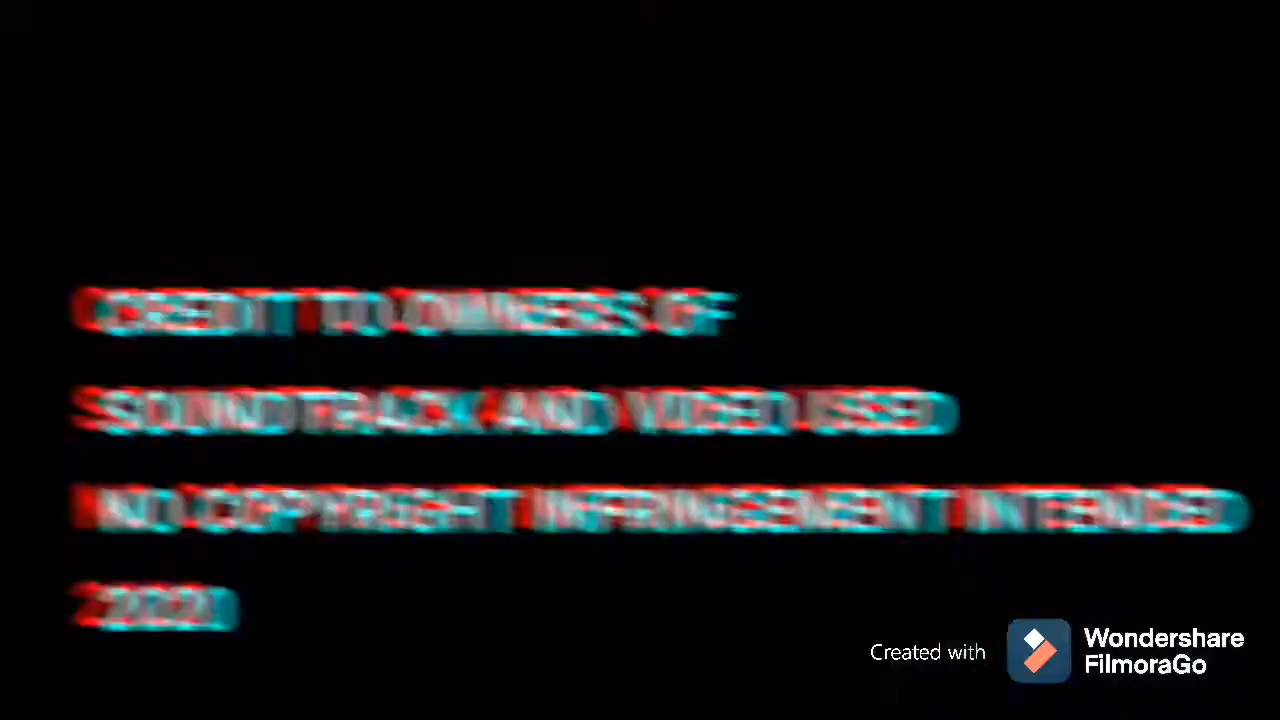 CREDIT TO OWNERS OF
SOUNDTRACK AND VIDEO USED
NO COPYRIGHT INFRINGEMENT INTENDED
Created with
Wondershare
FilmoraGo